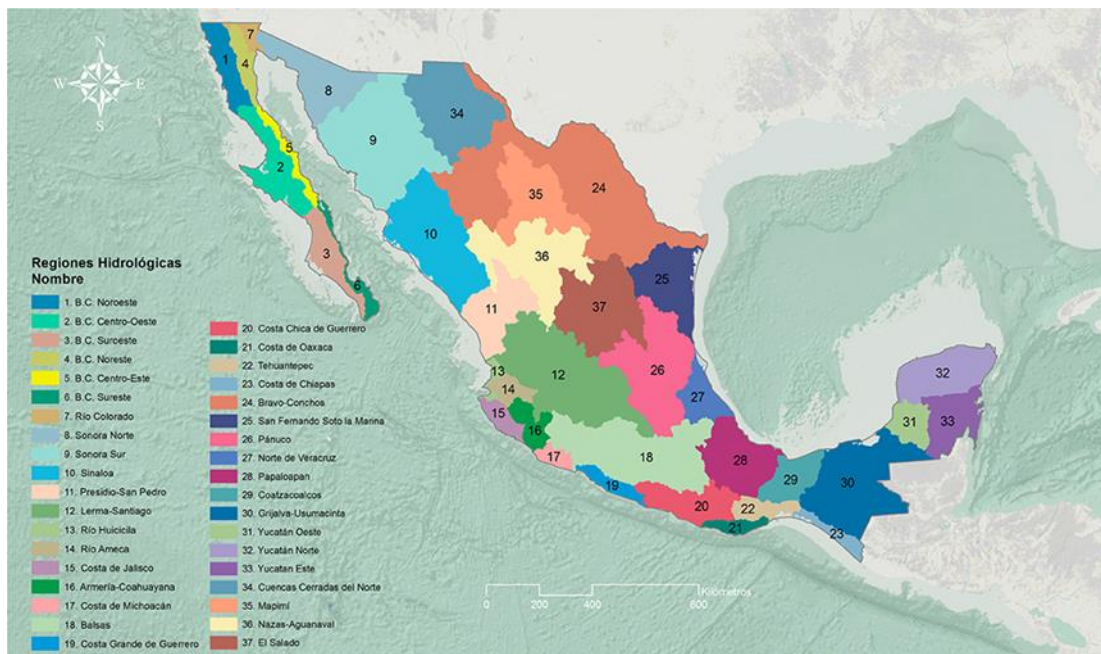 N
W
E
S
7
1
4
8
34
9
5
2
24
35
10
36
3
25
6
37
11
26
32
13
12
14
27
31
33
15
16
28
17
18
29
30
19
20
22
21
23
Regiones Hidrológicas
Nombre
1. B.C. Noroeste
2. B.C. Centro-Oeste
3. B.C. Suroeste
4. B.C. Noreste
5. B.C. Centro-Este
6. B.C. Sureste
7. Río Colorado
8. Sonora Norte
9. Sonora Sur
10. Sinaloa
11. Presidio-San Pedro
12. Lerma-Santiago
13. Río Huicicila
14. Río Ameca
15. Costa de Jalisco
16. Armería-Coahuayana
17. Costa de Michoacán
18. Balsas
19. Costa Grande de Guerrero
20. Costa Chica de Guerrero
21. Costa de Oaxaca
22. Tehuantepec
23. Costa de Chiapas
24. Bravo-Conchos
25. San Fernando Soto la Marina
26. Pánuco
27. Norte de Veracruz
28. Papaloapan
29. Coatzacoalcos
30. Grijalva-Usumacinta
31. Yucatán Oeste
32. Yucatán Norte
33. Yucatan Este
34. Cuencas Cerradas del Norte
35. Mapimí
36. Nazas-Aguanaval
37. El Salado
Kilómetros
0 200 400 600